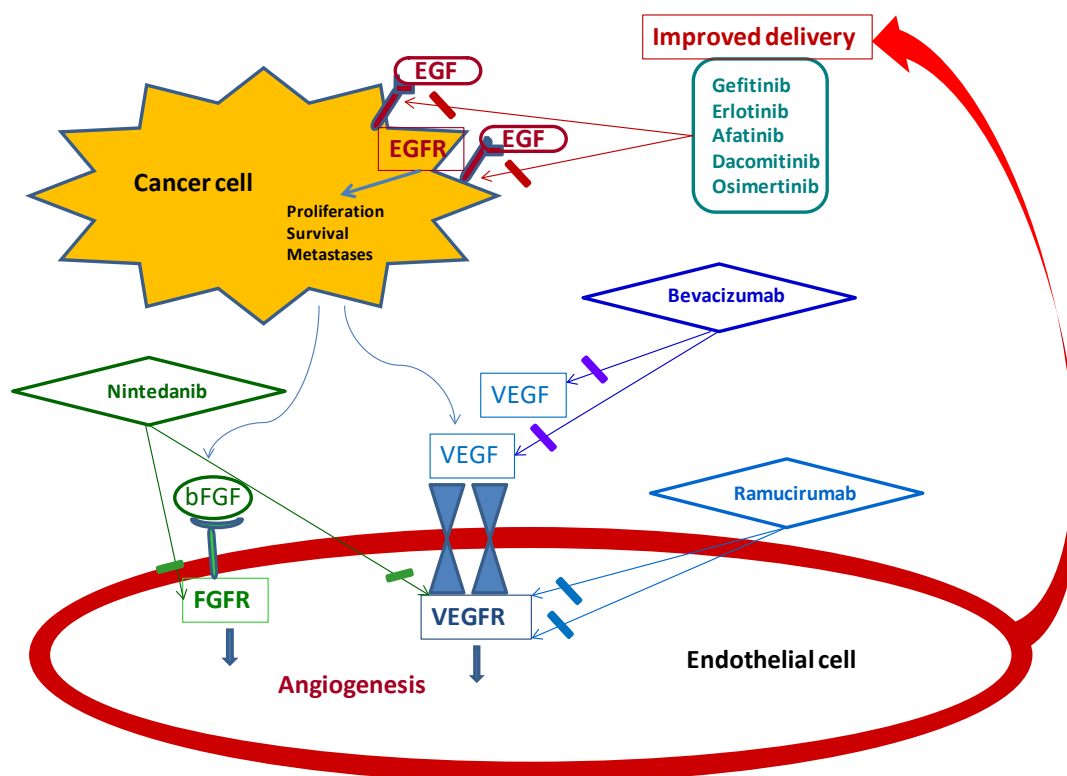 Improved delivery
EGF
Gefitinib
Erlotinib
Afatinib
Dacomitinib
Osimertinib
EGF
EGFR
Cancer cell
Proliferation
Survival
Metastases
Bevacizumab
Nintedanib
VEGF
VEGF
bFGF
Ramucirumab
FGFR
VEGFR
Endothelial cell
Angiogenesis